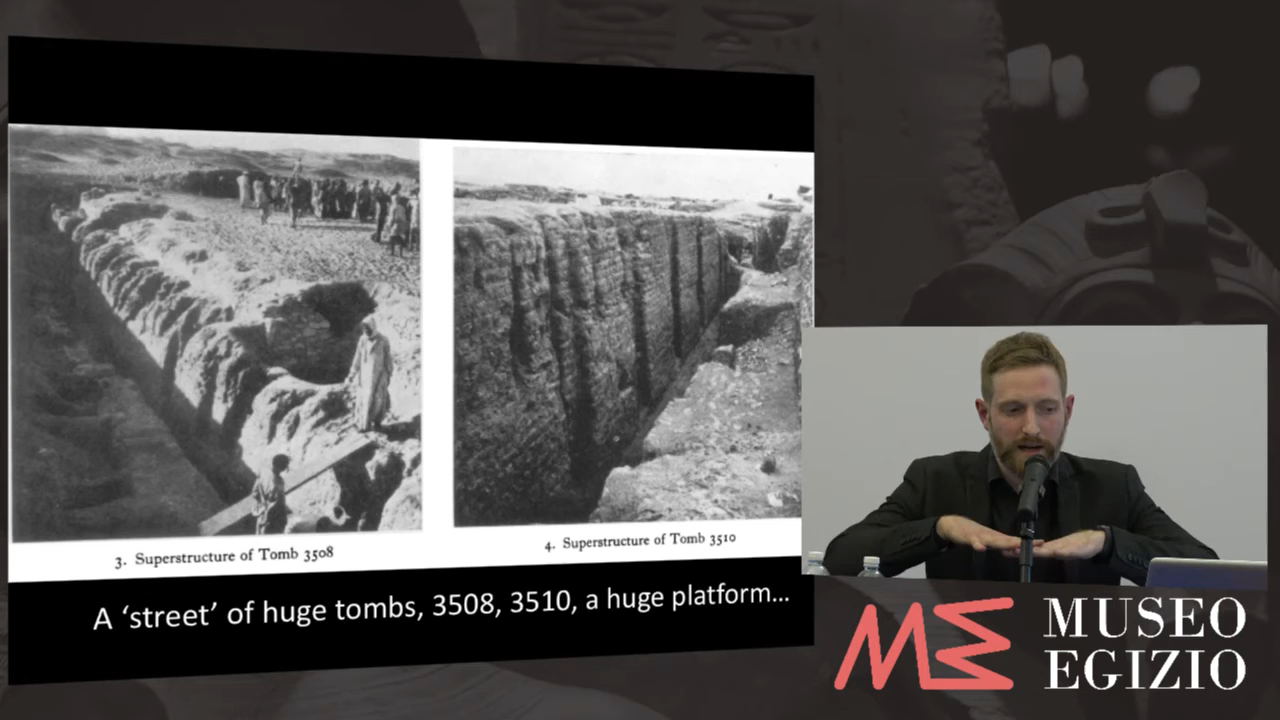 3. Superstructure of Tomb 3508
4. Superstructure of Tomb 3510
A ‘street’ of huge tombs, 3508, 3510, a huge platform…
ME
MUSEO
EGIZIO